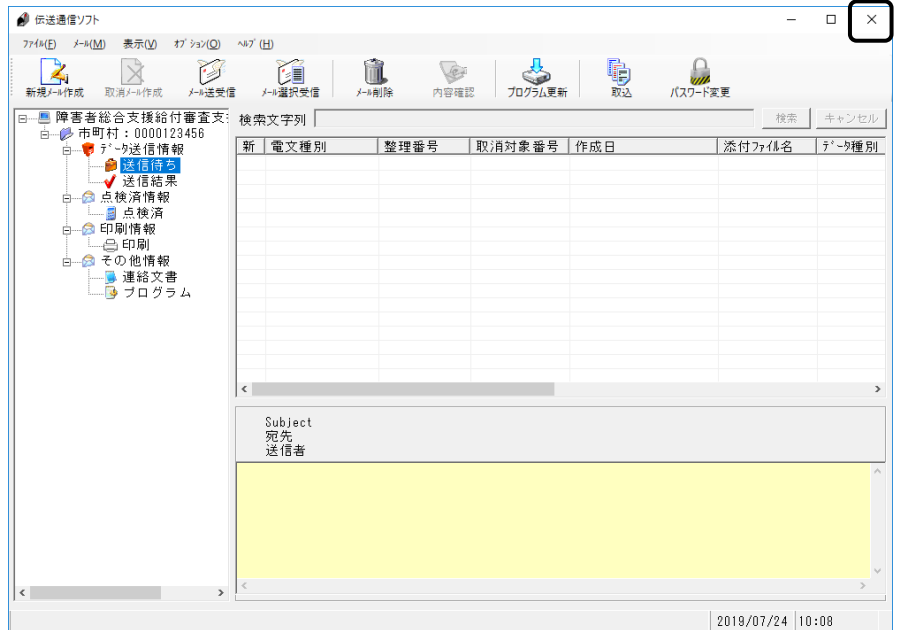 伝送通信ソフト
ﾌｧｲﾙ(F) ﾒｰﾙ(M) 表示(V) ｵﾌﾟｼｮﾝ(O) ﾍﾙﾌﾟ(H)
新規ﾒｰﾙ作成 取消ﾒｰﾙ作成 ﾒｰﾙ送受信 ﾒｰﾙ選択受信 ﾒｰﾙ削除 内容確認 プログラム更新 取込 パスワード変更
検索文字列 検索 キャンセル
障害者総合支援給付審査支
市町村：0000123456
ﾃﾞｰﾀ送信情報
送信待ち
送信結果
点検済情報
点検済
印刷情報
印刷
その他情報
連絡文書
プログラム
新 電文種別 整理番号 取消対象番号 作成日 添付ﾌｧｲﾙ名 ﾃﾞｰﾀ種別
Subject
宛先
送信者
2019/07/24 10:08